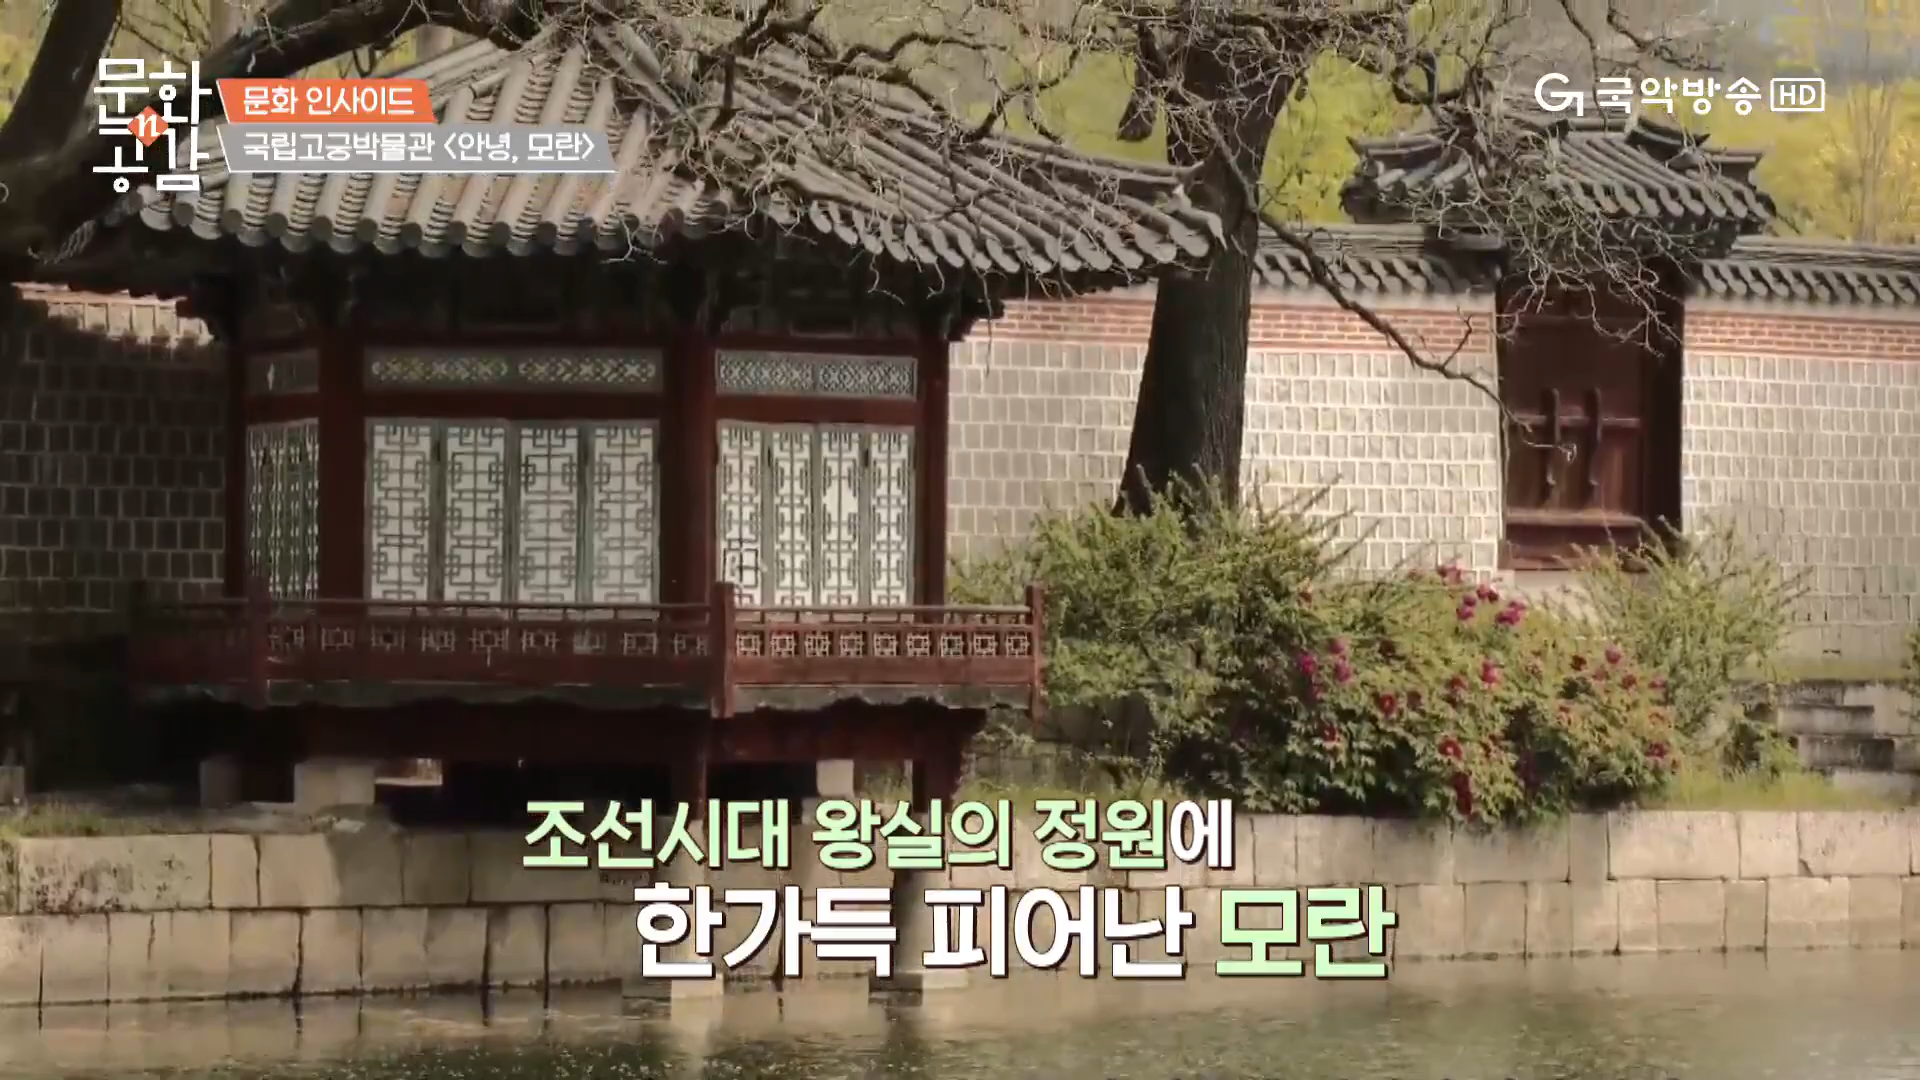 문화
n
공감
문화 인사이드
국립고궁박물관 <안녕, 모란>
국악방송 HD
조선시대 왕실의 정원에
한가득 피어난 모란